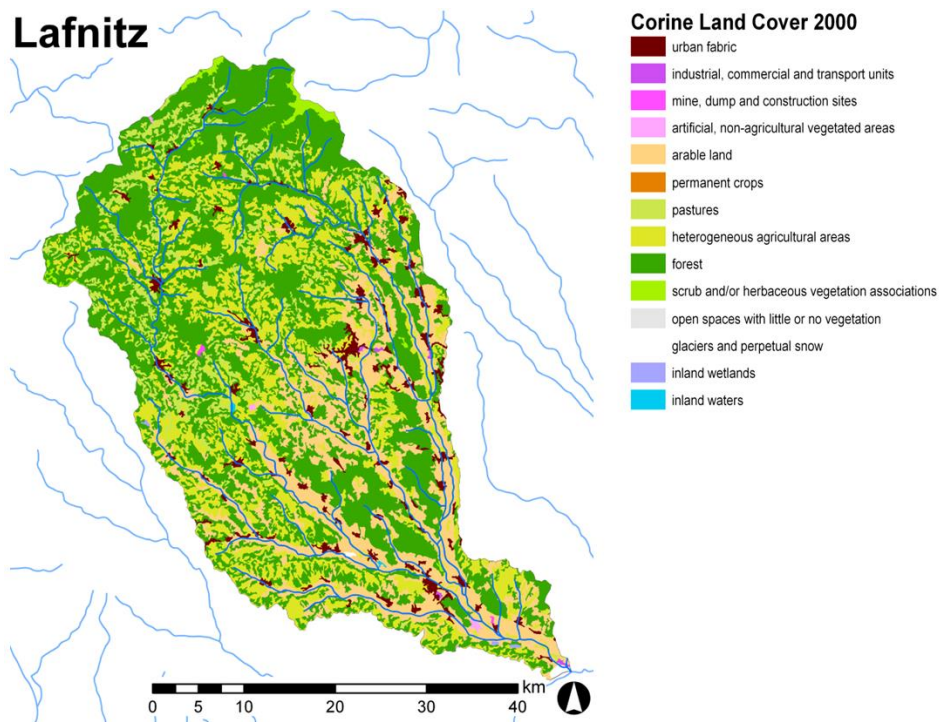 Lafnitz
Corine Land Cover 2000
urban fabric
industrial, commercial and transport units
mine, dump and construction sites
artificial, non-agricultural vegetated areas
arable land
permanent crops
pastures
heterogeneous agricultural areas
forest
scrub and/or herbaceous vegetation associations
open spaces with little or no vegetation
glaciers and perpetual snow
inland wetlands
inland waters
km
0 5 10 20 30 40